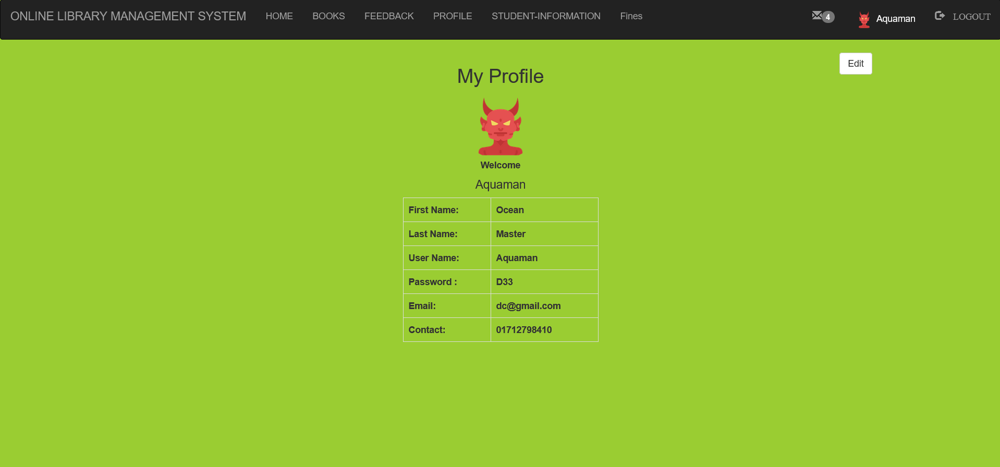 ONLINE LIBRARY MANAGEMENT SYSTEM HOME BOOKS FEEDBACK PROFILE STUDENT-INFORMATION Fines 4 Aquaman LOGOUT
Edit
My Profile
Welcome
Aquaman
First Name: Ocean
Last Name: Master
User Name: Aquaman
Password : D33
Email: dc@gmail.com
Contact: 01712798410